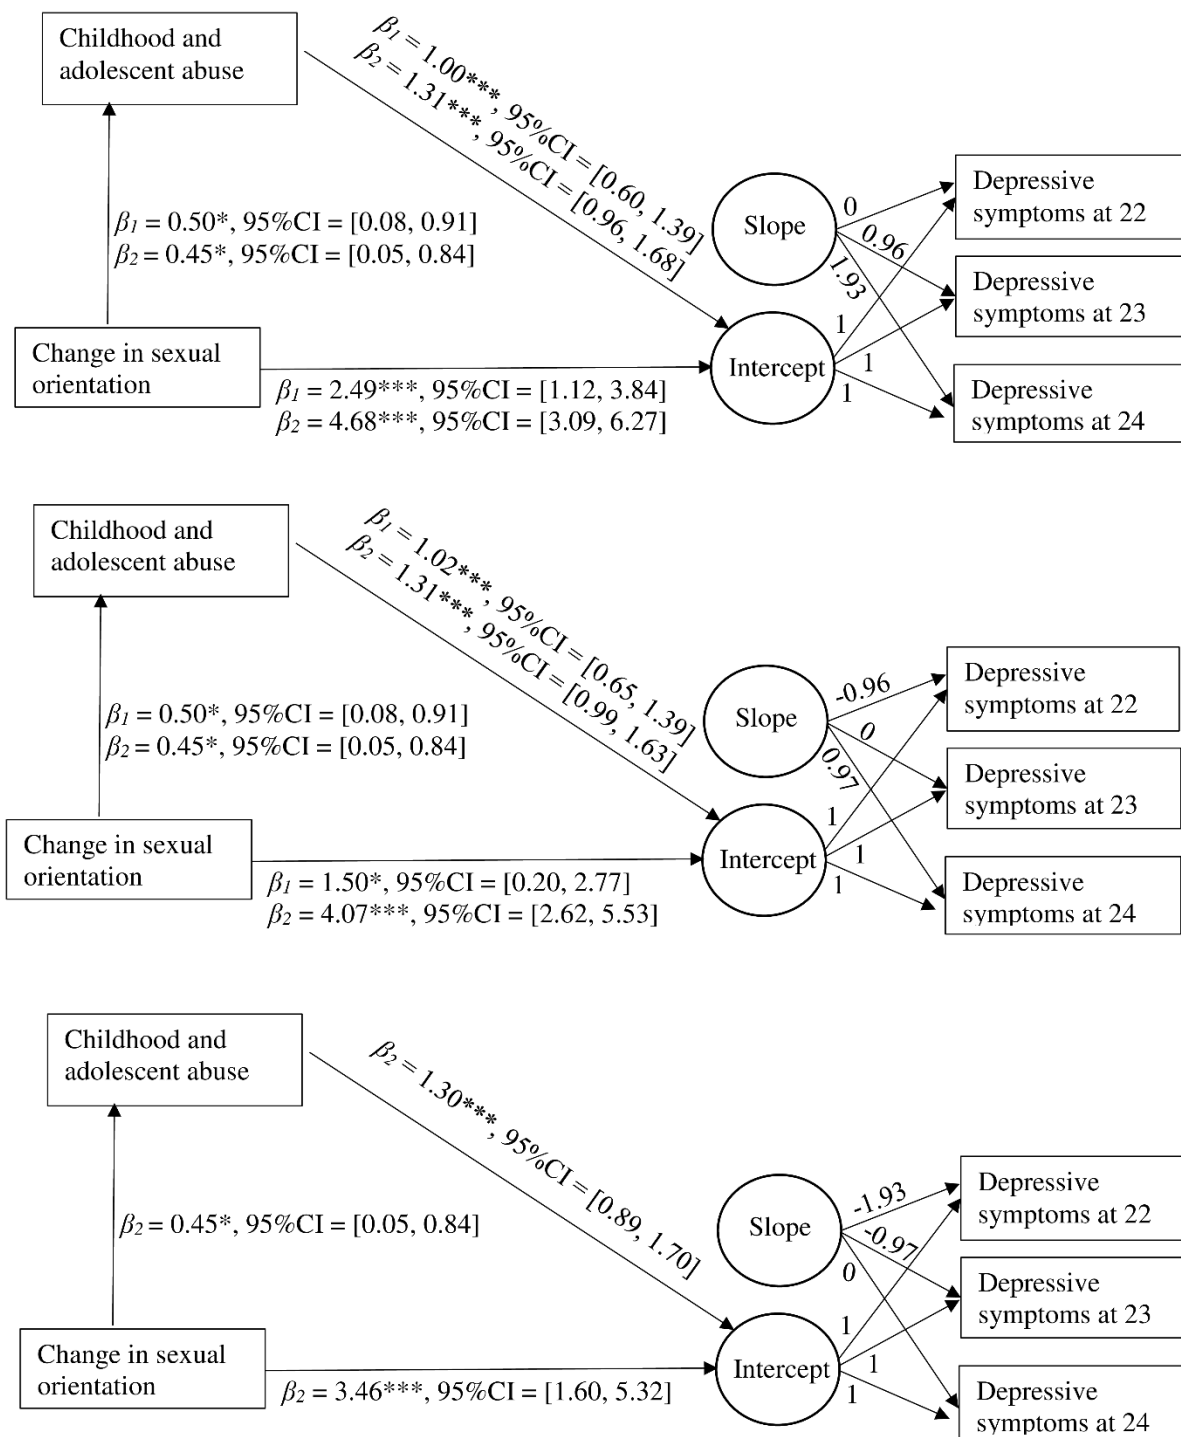 Childhood and
adolescent abuse
β1 = 1.00***, 95%CI = [0.60, 1.39]
β2 = 1.31***, 95%CI = [0.96, 1.68]
β1 = 0.50*, 95%CI = [0.08, 0.91]
β2 = 0.45*, 95%CI = [0.05, 0.84]
Change in sexual
orientation
β1 = 2.49***, 95%CI = [1.12, 3.84]
β2 = 4.68***, 95%CI = [3.09, 6.27]
Slope
0
0.96
1.93
Intercept
1
1
1
Depressive
symptoms at 22
Depressive
symptoms at 23
Depressive
symptoms at 24
Childhood and
adolescent abuse
β1 = 1.02***, 95%CI = [0.65, 1.39]
β2 = 1.31***, 95%CI = [0.99, 1.63]
β1 = 0.50*, 95%CI = [0.08, 0.91]
β2 = 0.45*, 95%CI = [0.05, 0.84]
Change in sexual
orientation
β1 = 1.50*, 95%CI = [0.20, 2.77]
β2 = 4.07***, 95%CI = [2.62, 5.53]
Slope
-0.96
0
0.97
Intercept
1
1
1
Depressive
symptoms at 22
Depressive
symptoms at 23
Depressive
symptoms at 24
Childhood and
adolescent abuse
β2 = 1.30***, 95%CI = [0.89, 1.70]
β2 = 0.45*, 95%CI = [0.05, 0.84]
Change in sexual
orientation
β2 = 3.46***, 95%CI = [1.60, 5.32]
Slope
-1.93
-0.97
0
Intercept
1
1
1
Depressive
symptoms at 22
Depressive
symptoms at 23
Depressive
symptoms at 24